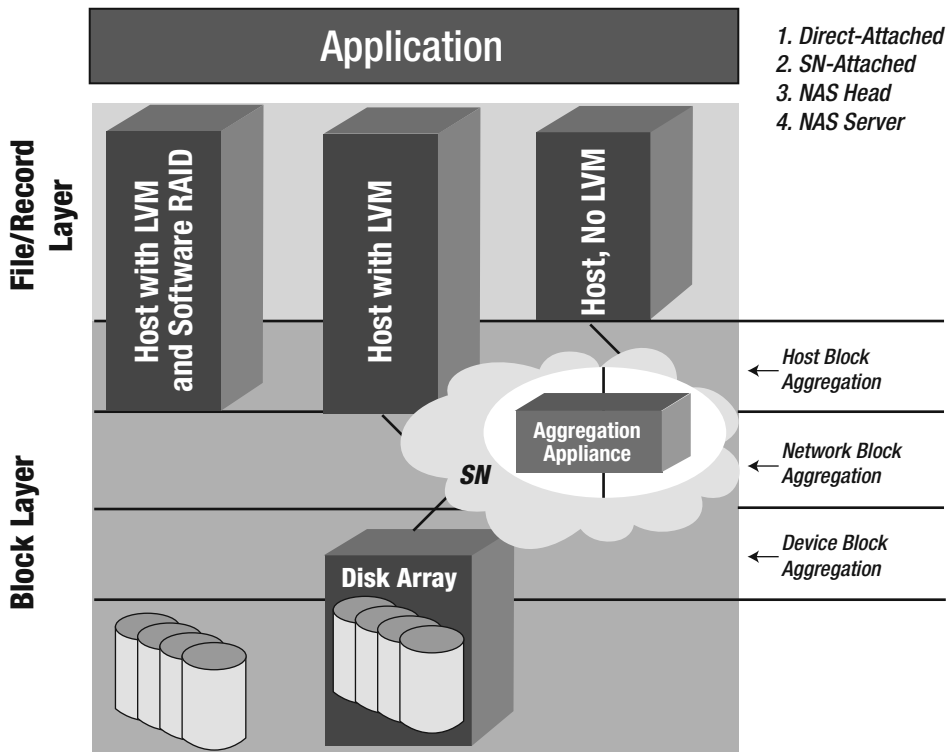 Application
1. Direct-Attached
2. SN-Attached
3. NAS Head
4. NAS Server
File/Record
Layer
Host with LVM
and Software RAID
Host with LVM
Host, No LVM
Host Block
Aggregation
Aggregation
Appliance
SN
Network Block
Aggregation
Block Layer
Device Block
Aggregation
Disk Array